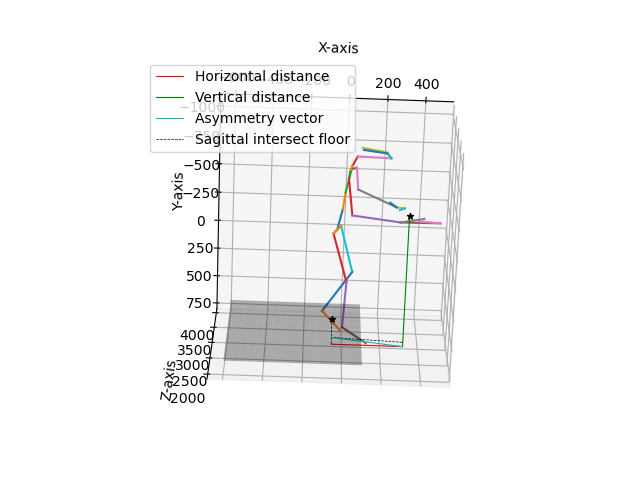 X-axis
0 200 400
Horizontal distance
Vertical distance
Asymmetry vector
Sagittal intersect floor
Y-axis
−500
−250
0
250
500
750
4000
3500
3000
2500
2000
Z-axis